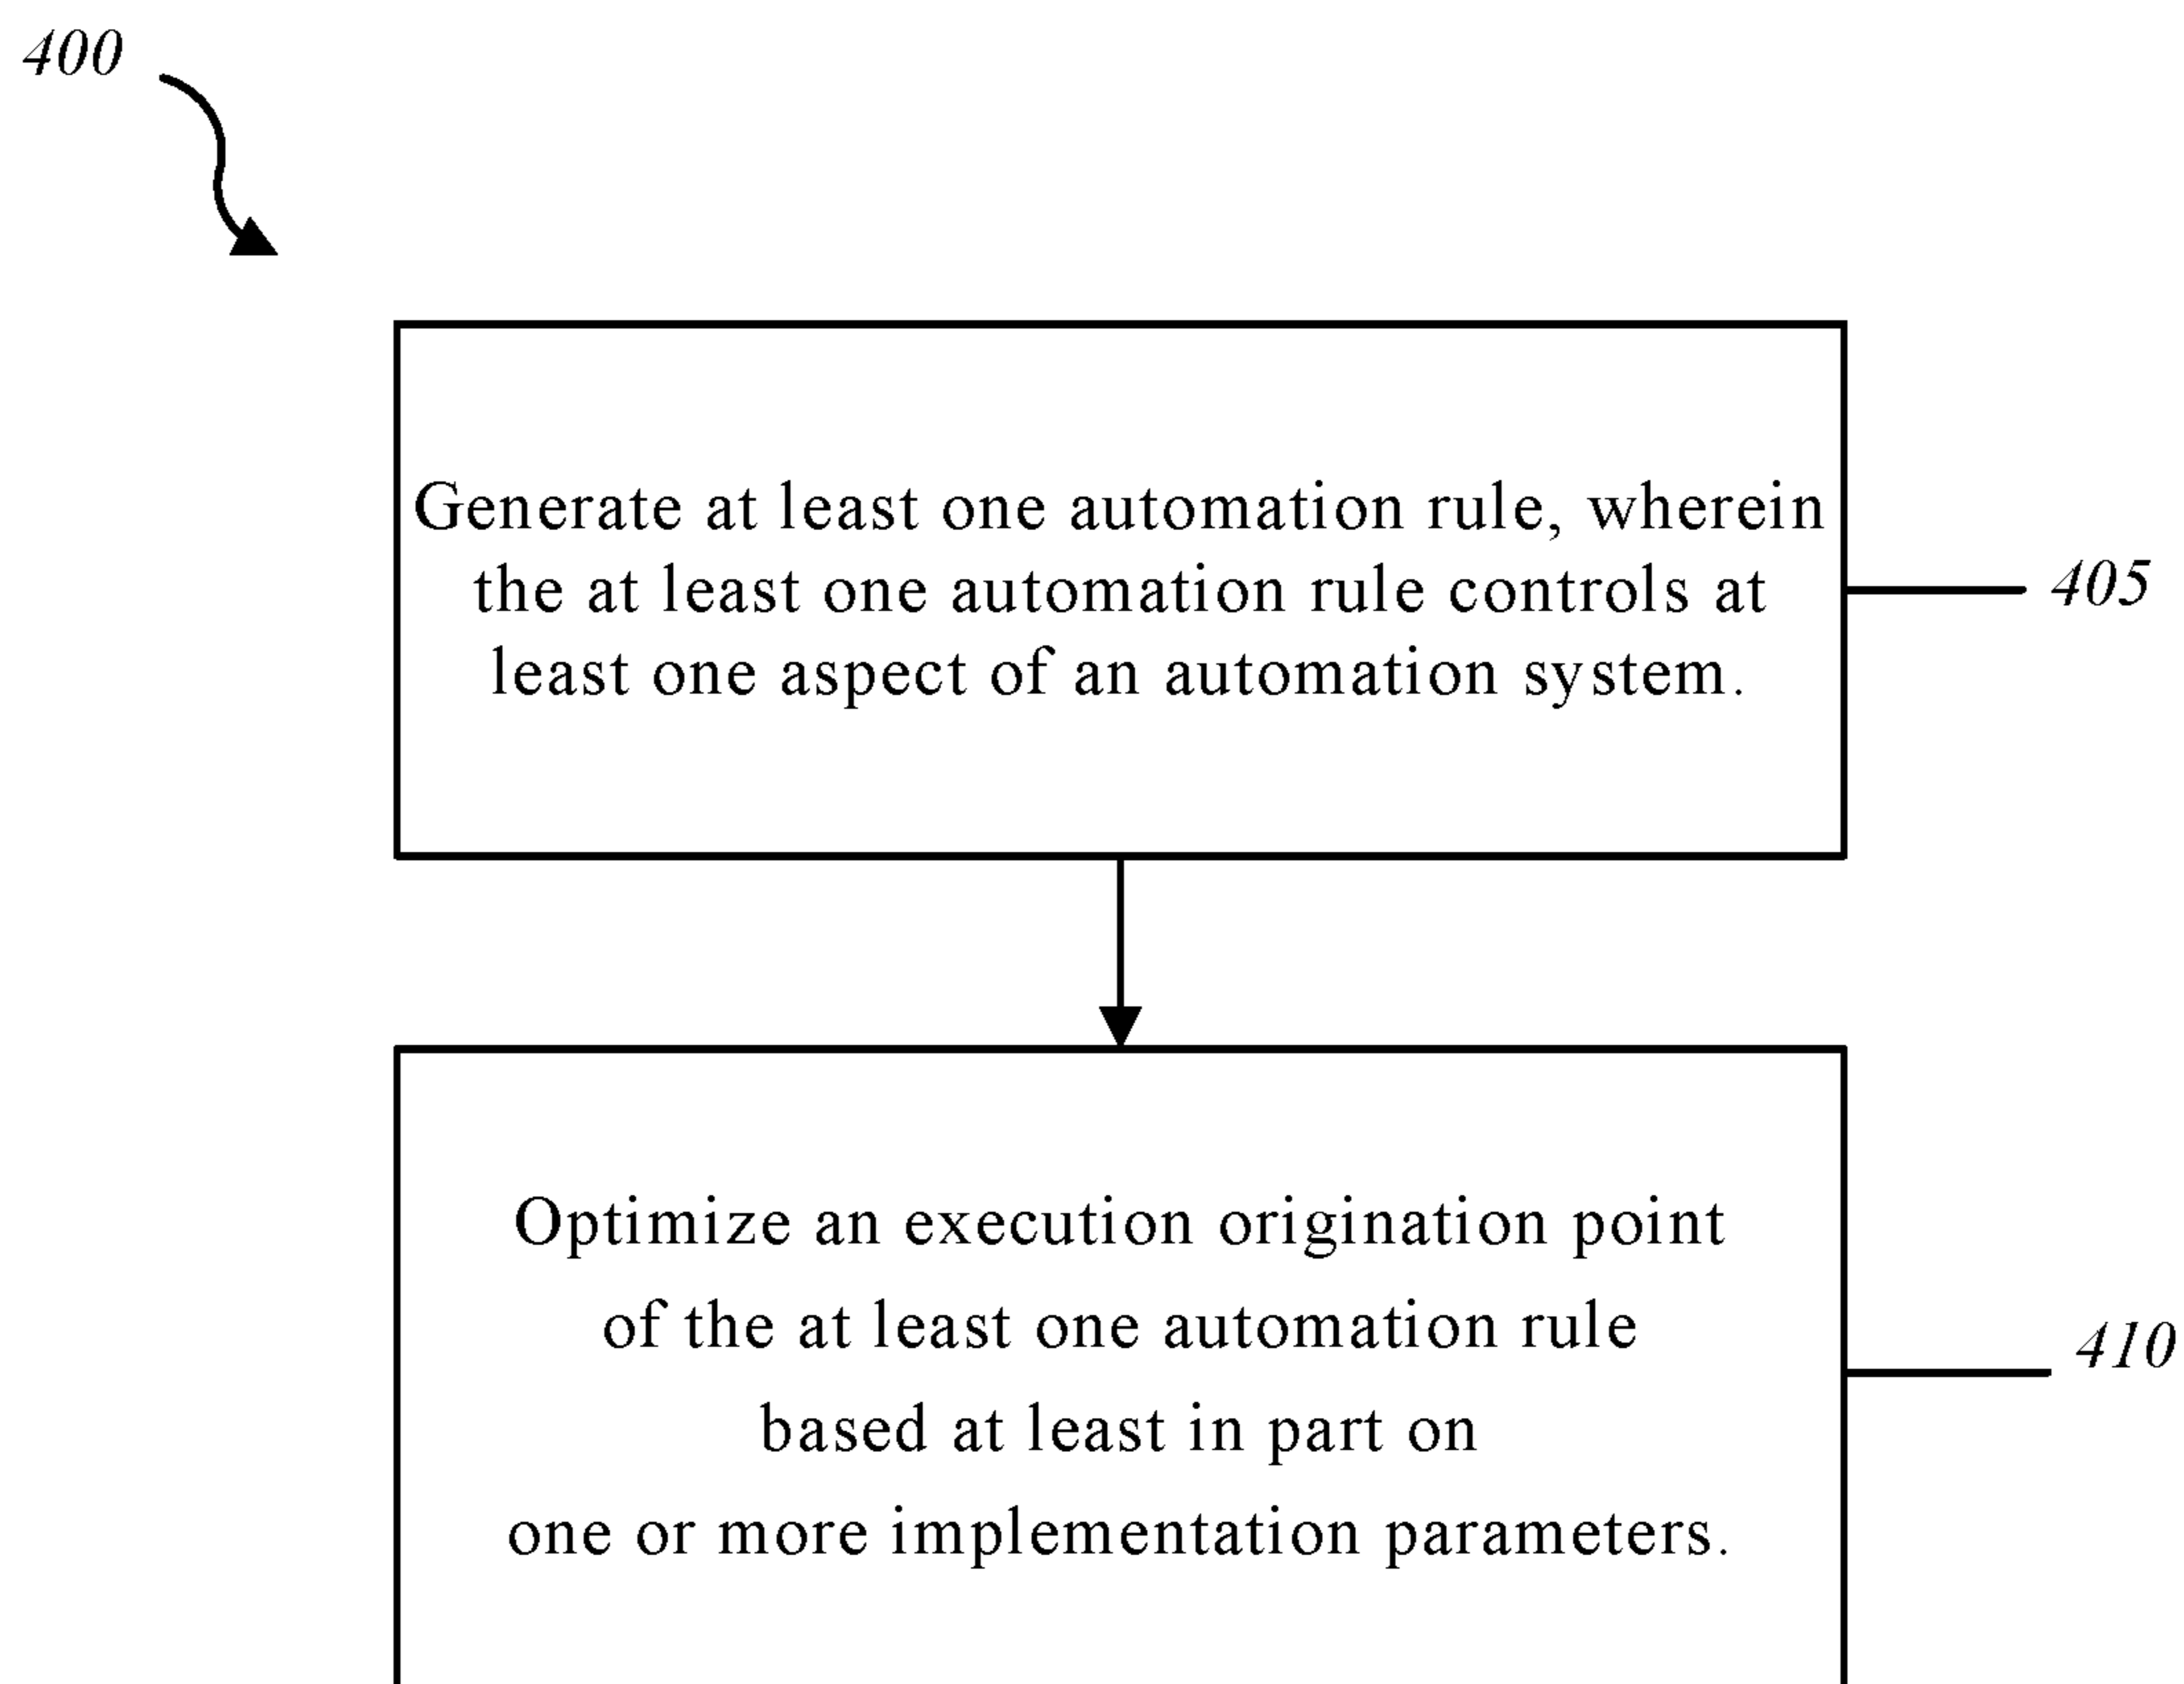 400
Generate at least one automation rule, wherein
the at least one automation rule controls at
least one aspect of an automation system.
405
Optimize an execution origination point
of the at least one automation rule
based at least in part on
one or more implementation parameters.
410